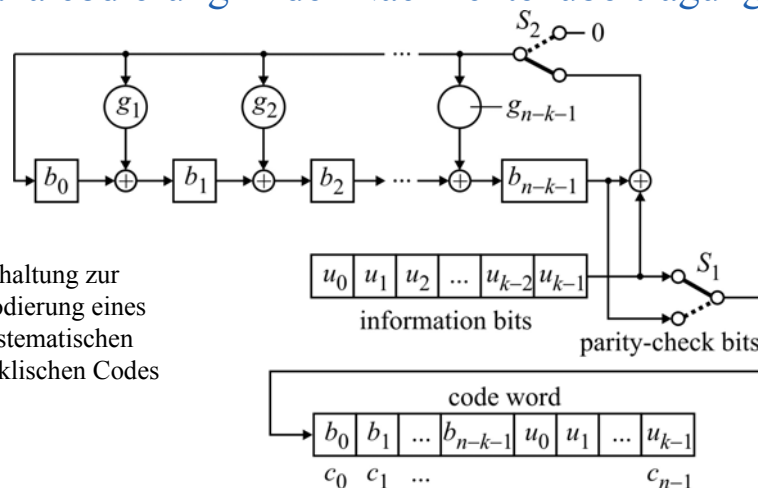 S₂
0
...
g₁ g₂ gₙ₋ₖ₋₁
b₀ + b₁ + b₂ ... + bₙ₋ₖ₋₁ +
u₀ u₁ u₂ ... uₖ₋₂ uₖ₋₁
S₁
information bits
parity-check bits
systematischen
code word
b₀ b₁ ... bₙ₋ₖ₋₁ u₀ u₁ ... uₖ₋₁
c₀ c₁ ... cₙ₋₁